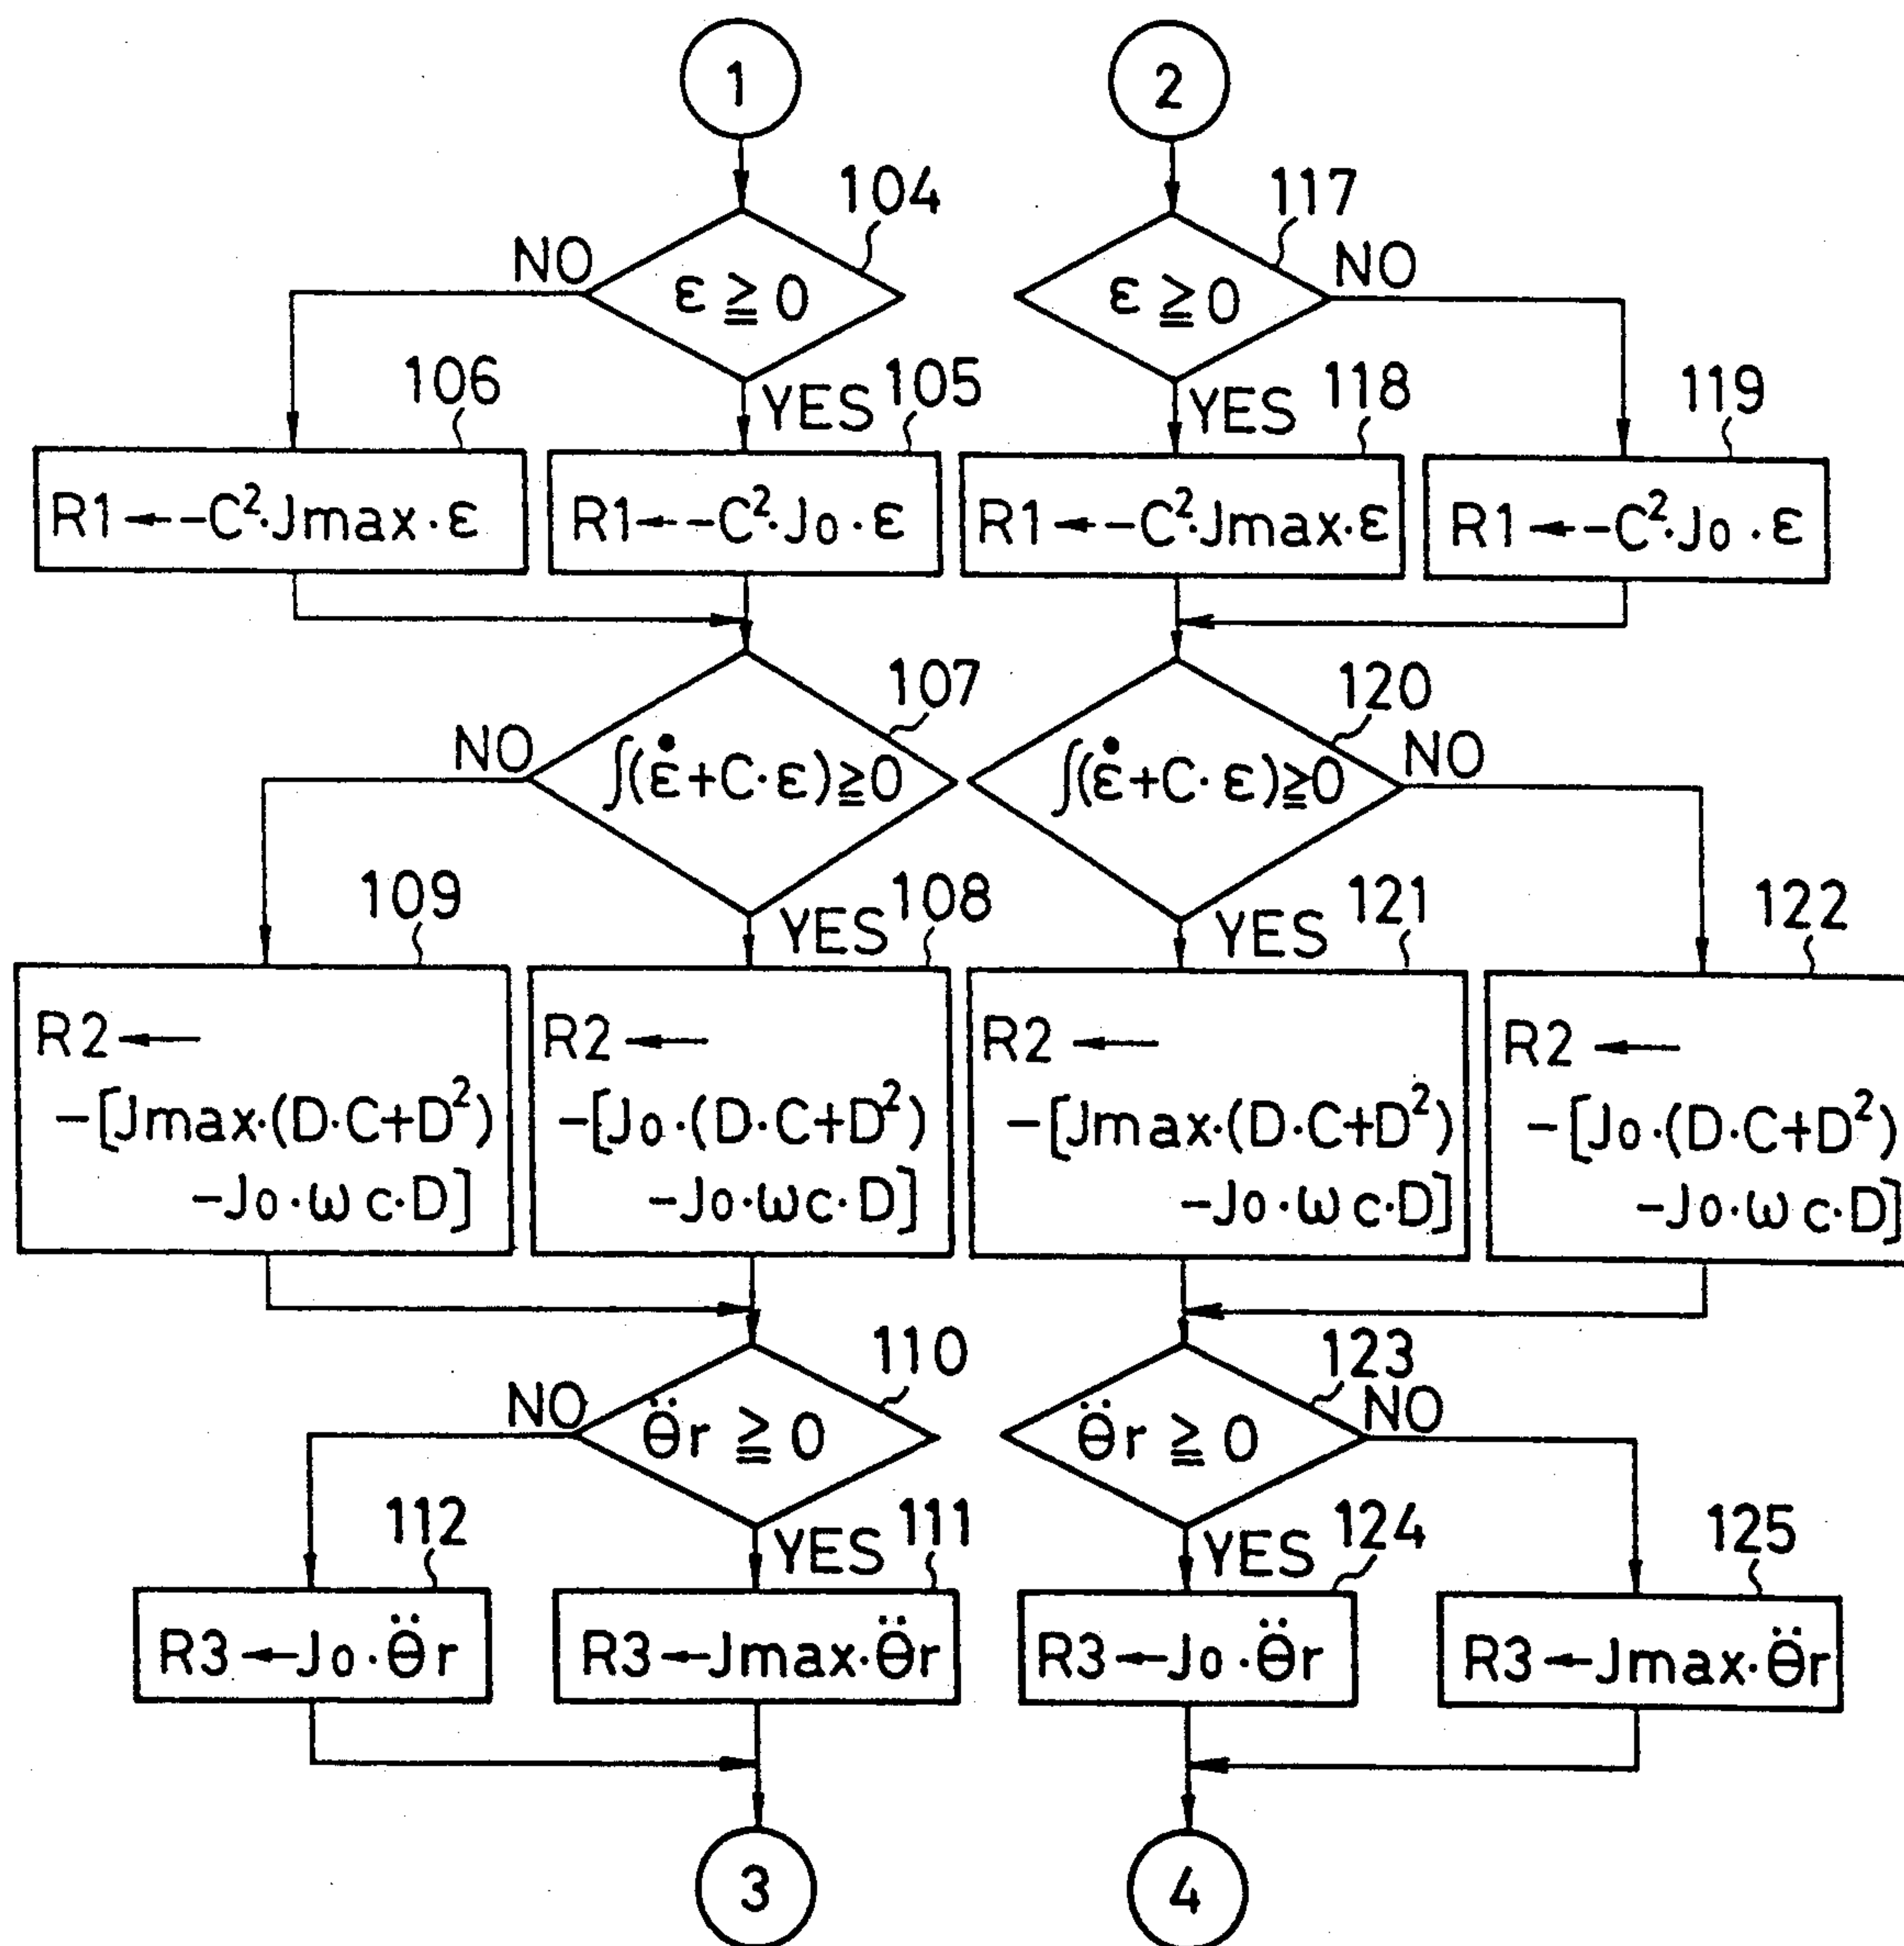 1
2
104
117
NO
ε ≧ 0
ε ≧ 0
NO
106
YES
105
YES
118
119
R1 ← -C²·Jmax·ε
R1 ← -C²·Jo·ε
R1 ← -C²·Jmax·ε
R1 ← -C²·Jo·ε
107
120
NO
∫(ε̇+C·ε)≧0
∫(ε̇+C·ε)≧0
NO
109
YES
108
YES
121
122
R2 ←
-[Jmax·(D·C+D²)
-Jo·ωc·D]
R2 ←
-[Jo·(D·C+D²)
-Jo·ωc·D]
R2 ←
-[Jmax·(D·C+D²)
-Jo·ωc·D]
R2 ←
-[Jo·(D·C+D²)
-Jo·ωc·D]
110
123
NO
Θ̈r ≧ 0
Θ̈r ≧ 0
NO
112
YES
111
YES
124
125
R3 ← Jo·Θ̈r
R3 ← Jmax·Θ̈r
R3 ← Jo·Θ̈r
R3 ← Jmax·Θ̈r
3
4